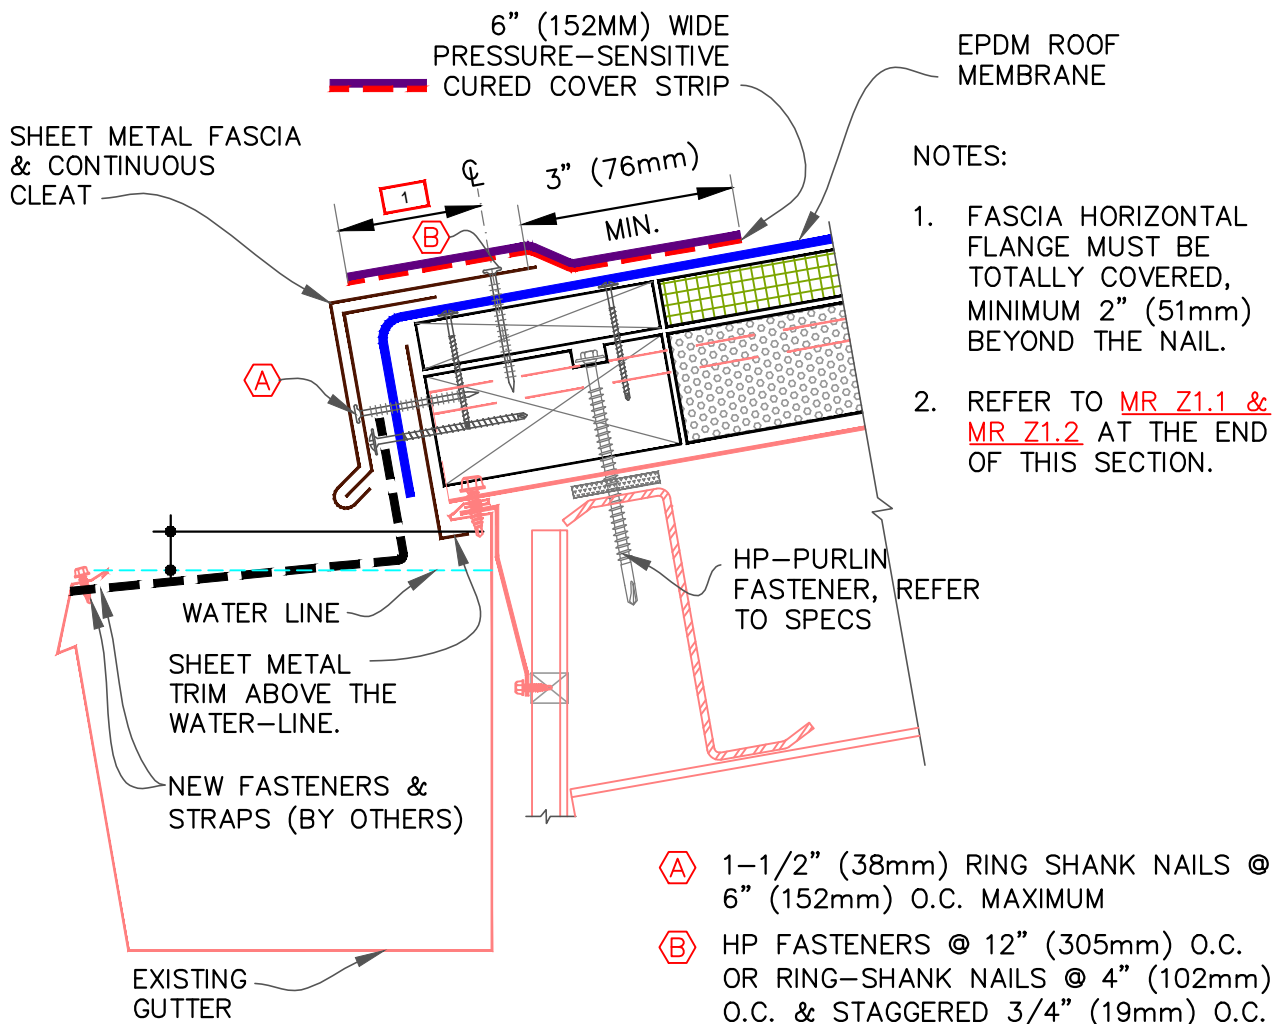 6" (152MM) WIDE
PRESSURE-SENSITIVE
CURED COVER STRIP
EPDM ROOF
MEMBRANE
SHEET METAL FASCIA
& CONTINUOUS
CLEAT
℄
3" (76mm)
MIN.
1
B
A
NOTES:
1. FASCIA HORIZONTAL
FLANGE MUST BE
TOTALLY COVERED,
MINIMUM 2" (51mm)
BEYOND THE NAIL.
2. REFER TO MR Z1.1 &
MR Z1.2 AT THE END
OF THIS SECTION.
HP-PURLIN
FASTENER, REFER
TO SPECS
WATER LINE
SHEET METAL
TRIM ABOVE THE
WATER-LINE.
NEW FASTENERS &
STRAPS (BY OTHERS)
EXISTING
GUTTER
A 1-1/2" (38mm) RING SHANK NAILS @
6" (152mm) O.C. MAXIMUM
B HP FASTENERS @ 12" (305mm) O.C.
OR RING-SHANK NAILS @ 4" (102mm)
O.C. & STAGGERED 3/4" (19mm) O.C.